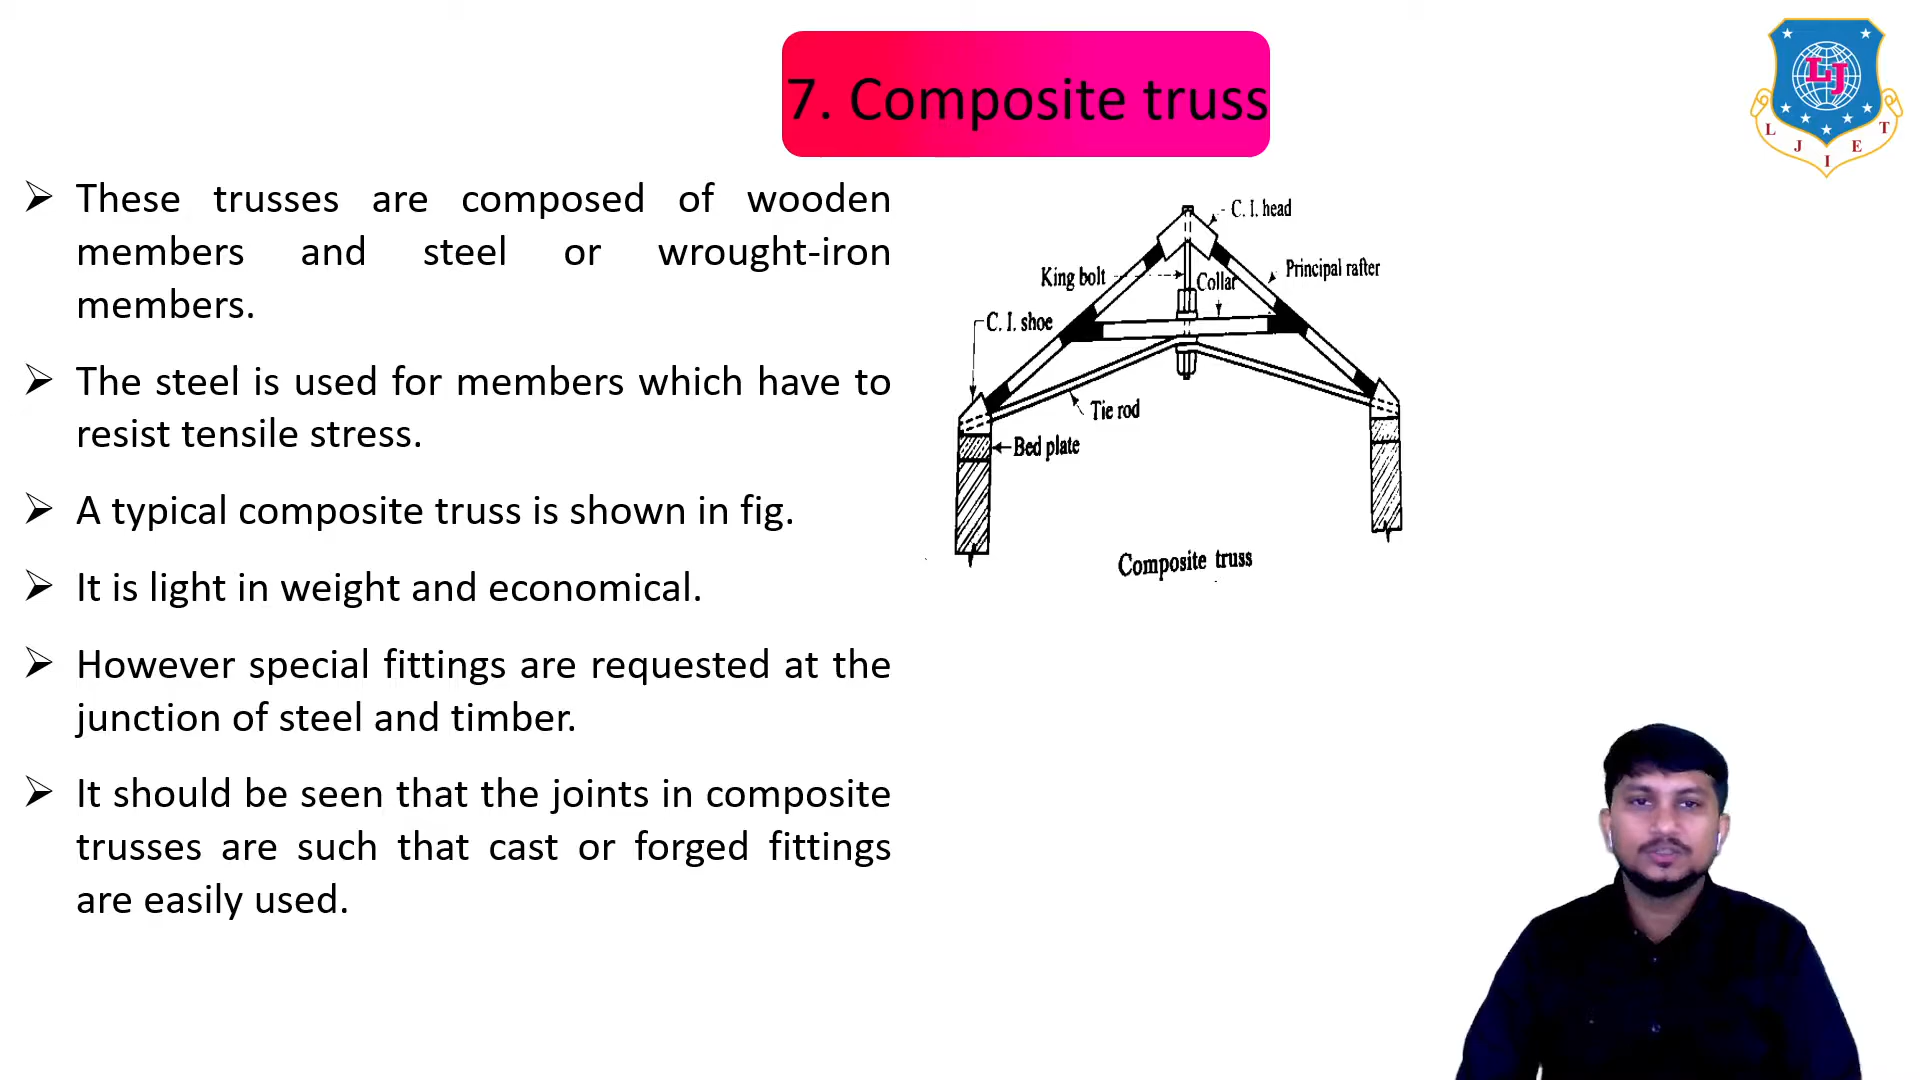 7. Composite truss
LJ
L J I E T
These trusses are composed of wooden
members and steel or wrought-iron
members.
The steel is used for members which have to
resist tensile stress.
A typical composite truss is shown in fig.
It is light in weight and economical.
However special fittings are requested at the
junction of steel and timber.
It should be seen that the joints in composite
trusses are such that cast or forged fittings
are easily used.
C. I. head
King bolt
Collar
Principal rafter
C. I. shoe
Tie rod
Bed plate
Composite truss